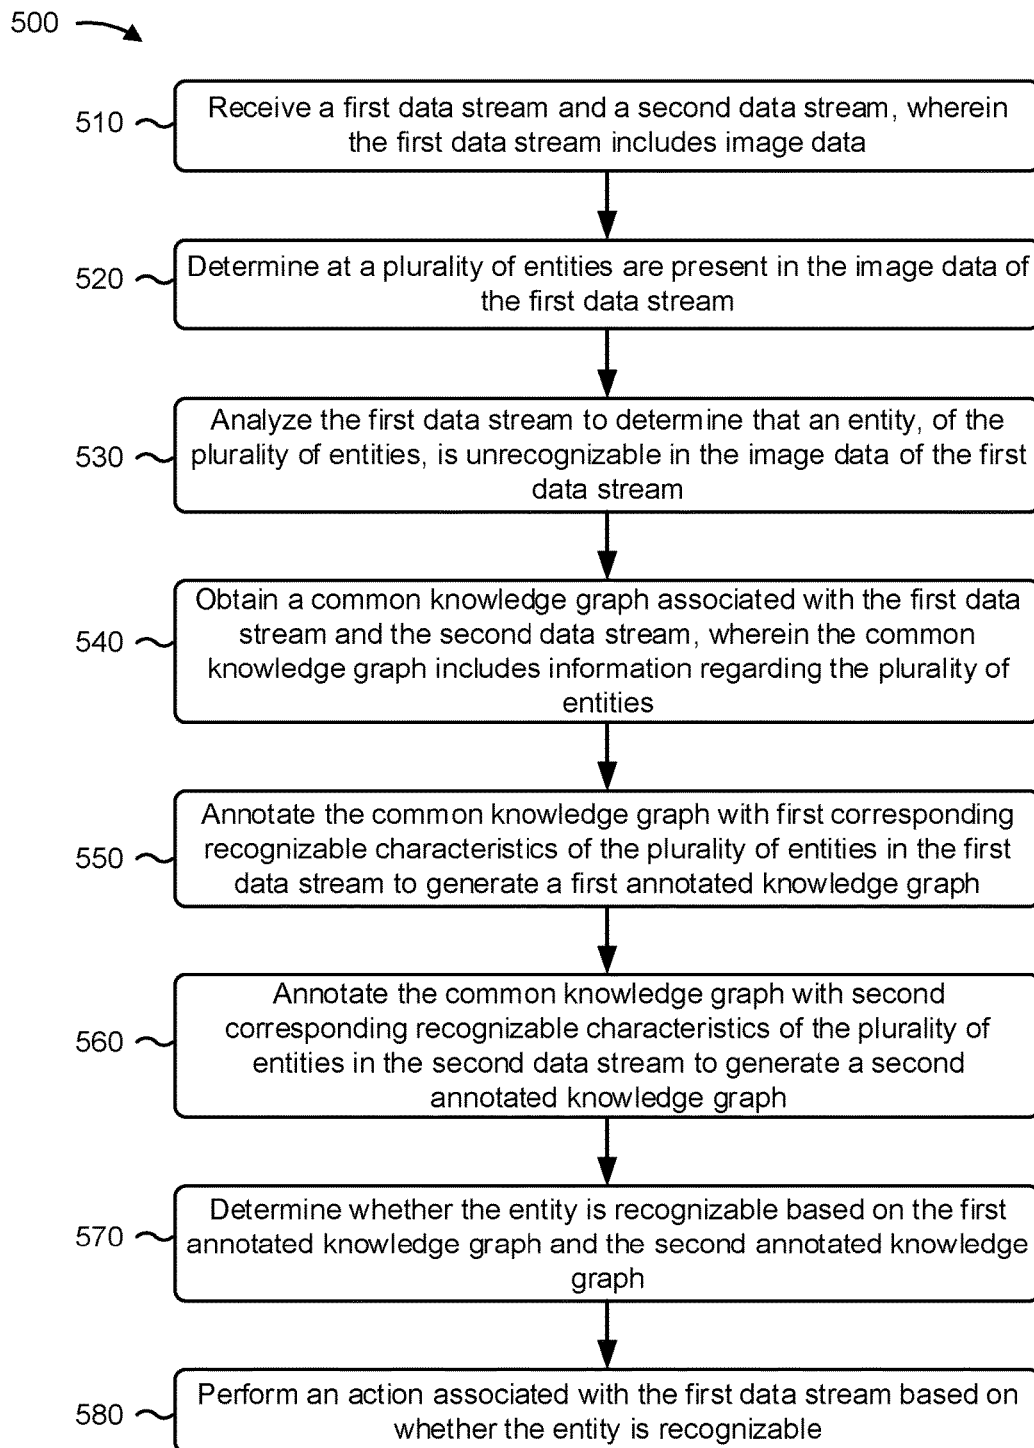 500
510
Receive a first data stream and a second data stream, wherein
the first data stream includes image data
520
Determine at a plurality of entities are present in the image data of
the first data stream
530
Analyze the first data stream to determine that an entity, of the
plurality of entities, is unrecognizable in the image data of the first
data stream
540
Obtain a common knowledge graph associated with the first data
stream and the second data stream, wherein the common
knowledge graph includes information regarding the plurality of
entities
550
Annotate the common knowledge graph with first corresponding
recognizable characteristics of the plurality of entities in the first
data stream to generate a first annotated knowledge graph
560
Annotate the common knowledge graph with second
corresponding recognizable characteristics of the plurality of
entities in the second data stream to generate a second
annotated knowledge graph
570
Determine whether the entity is recognizable based on the first
annotated knowledge graph and the second annotated knowledge
graph
580
Perform an action associated with the first data stream based on
whether the entity is recognizable